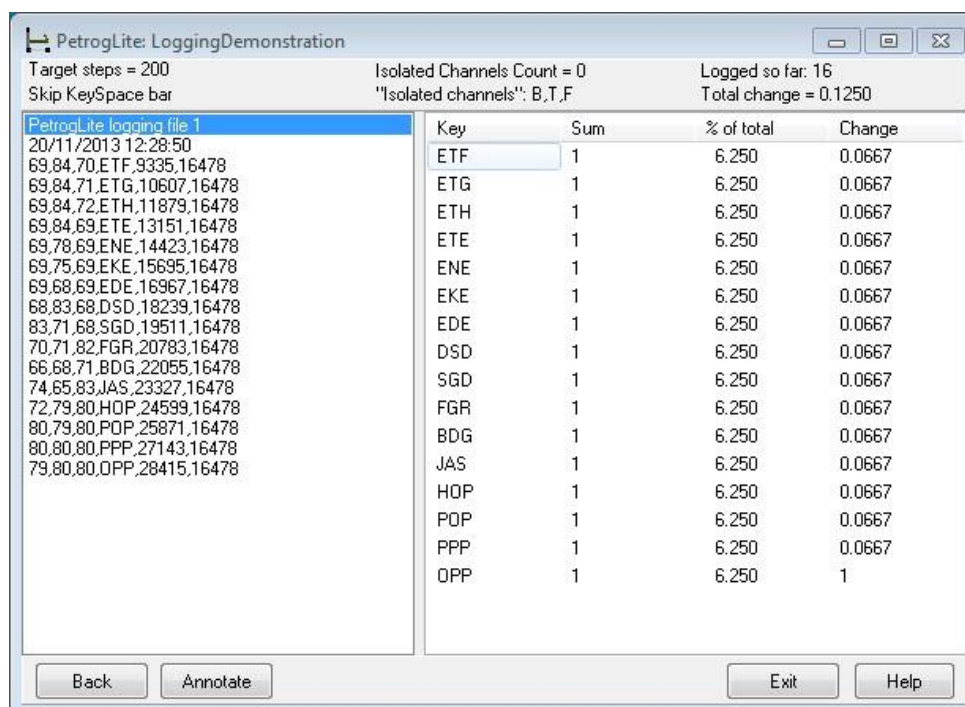 PetrogLite: LoggingDemonstration
Target steps = 200
Isolated Channels Count = 0
Logged so far: 16
Skip KeySpace bar
"Isolated channels": B,T,F
Total change = 0.1250
PetrogLite logging file 1
20/11/2013 12:28:50
69,84,70,ETF,9335,16478
69,84,71,ETG,10607,16478
69,84,72,ETH,11879,16478
69,84,69,ETE,13151,16478
69,78,69,ENE,14423,16478
69,75,69,EKE,15695,16478
69,68,69,EDE,16967,16478
68,83,68,DSD,18239,16478
83,71,68,SGD,19511,16478
70,71,82,FGR,20783,16478
66,68,71,BDG,22055,16478
74,65,83,JAS,23327,16478
72,79,80,HOP,24599,16478
80,79,80,POP,25871,16478
80,80,80,PPP,27143,16478
79,80,80,OPP,28415,16478
Key Sum % of total Change
ETF 1 6.250 0.0667
ETG 1 6.250 0.0667
ETH 1 6.250 0.0667
ETE 1 6.250 0.0667
ENE 1 6.250 0.0667
EKE 1 6.250 0.0667
EDE 1 6.250 0.0667
DSD 1 6.250 0.0667
SGD 1 6.250 0.0667
FGR 1 6.250 0.0667
BDG 1 6.250 0.0667
JAS 1 6.250 0.0667
HOP 1 6.250 0.0667
POP 1 6.250 0.0667
PPP 1 6.250 0.0667
OPP 1 6.250 1
Back
Annotate
Exit
Help